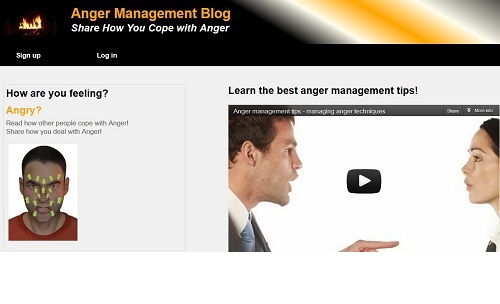 Anger Management Blog
Share How You Cope with Anger
Sign up
Log in
How are you feeling?
Angry?
Read how other people cope with Anger!
Share how you deal with Anger!
Learn the best anger management tips!
Anger management tips - managing anger techniques
Share
More info